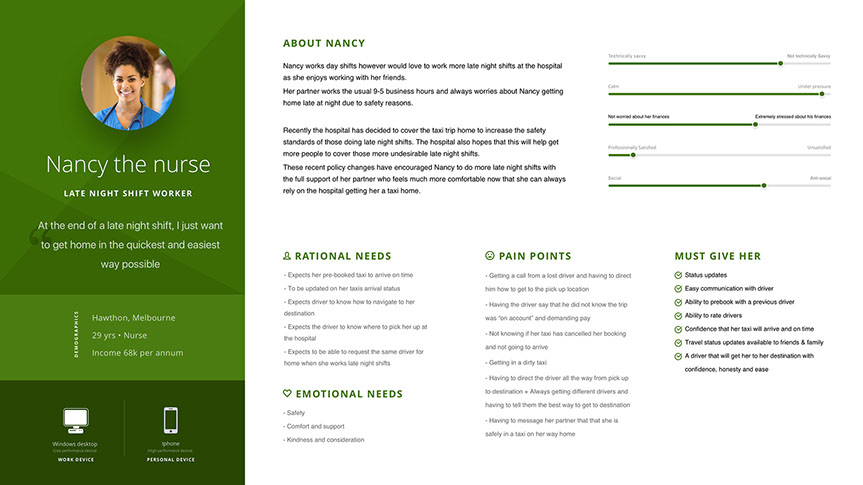 Nancy the nurse
LATE NIGHT SHIFT WORKER
“
At the end of a late night shift, I just want
to get home in the quickest and easiest
way possible
DEMOGRAPHICS
Hawthon, Melbourne
29 yrs • Nurse
Income 68k per annum
Windows desktop
(Low performance device)
WORK DEVICE
Iphone
(High performance device)
PERSONAL DEVICE
ABOUT NANCY
Nancy works day shifts however would love to work more late night shifts at the hospital
as she enjoys working with her friends.
Her partner works the usual 9-5 business hours and always worries about Nancy getting
home late at night due to safety reasons.
Recently the hospital has decided to cover the taxi trip home to increase the safety
standards of those doing late night shifts. The hospital also hopes that this will help get
more people to cover those more undesirable late night shifts.
These recent policy changes have encouraged Nancy to do more late night shifts with
the full support of her partner who feels much more comfortable now that she can always
rely on the hospital getting her a taxi home.
Technically savvy Not technically Savvy
Calm Under pressure
Not worried about her finances Extremely stressed about his finances
Professionally Satisfied Unsatisfied
Social Anti-social
RATIONAL NEEDS
- Expects her pre-booked taxi to arrive on time
- To be updated on her taxis arrival status
- Expects driver to know how to navigate to her
destination
- Expects the driver to know where to pick her up at
the hospital
- Expects to be able to request the same driver for
home when she works late night shifts
EMOTIONAL NEEDS
- Safety
- Comfort and support
- Kindness and consideration
PAIN POINTS
- Getting a call from a lost driver and having to direct
him how to get to the pick up location
- Having the driver say that he did not know the trip
was “on account” and demanding pay
- Not knowing if her taxi has cancelled her booking
and not going to arrive
- Getting in a dirty taxi
- Having to direct the driver all the way from pick up
to destination + Always getting different drivers and
having to tell them the best way to get to destination
- Having to message her partner that that she is
safely in a taxi on her way home
MUST GIVE HER
Status updates
Easy communication with driver
Ability to prebook with a previous driver
Ability to rate drivers
Confidence that her taxi will arrive and on time
Travel status updates available to friends & family
A driver that will get her to her destination with
confidence, honesty and ease